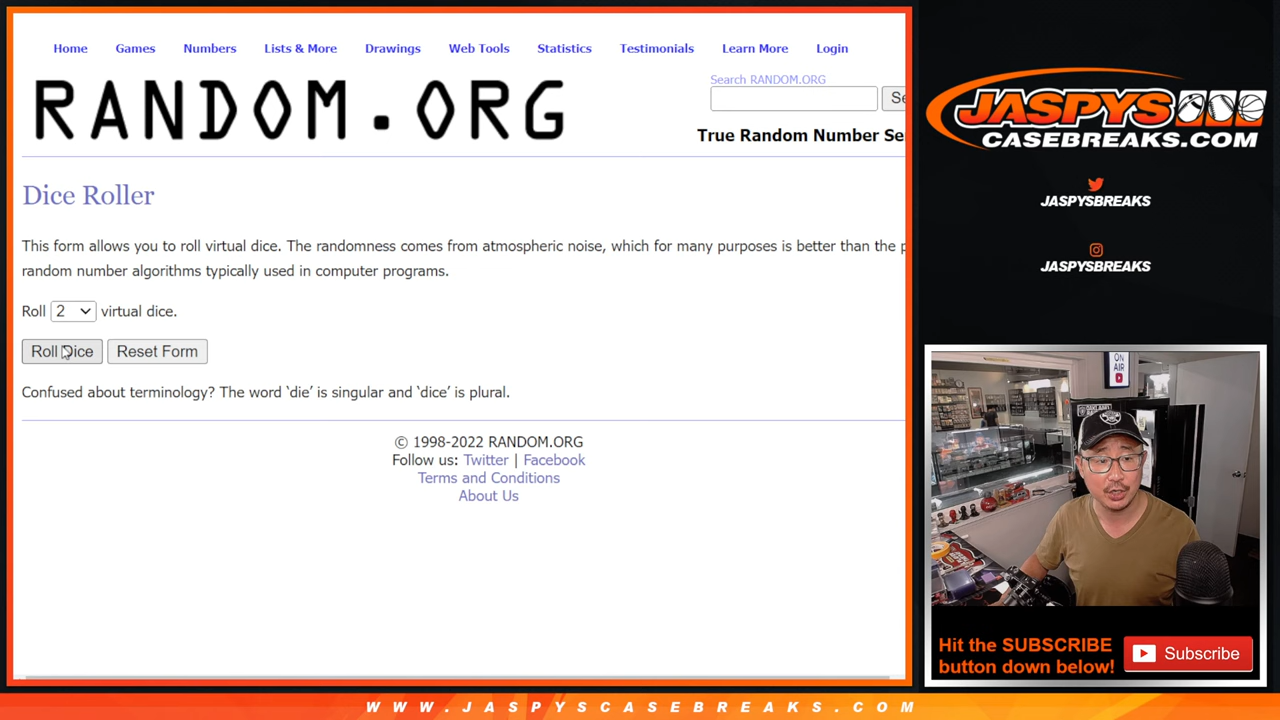 Home Games Numbers Lists & More Drawings Web Tools Statistics Testimonials Learn More Login
RANDOM.ORG
Search RANDOM.ORG
Se
True Random Number Se
Dice Roller
This form allows you to roll virtual dice. The randomness comes from atmospheric noise, which for many purposes is better than the p
random number algorithms typically used in computer programs.
Roll 2 virtual dice.
Roll Dice Reset Form
Confused about terminology? The word ‘die’ is singular and ‘dice’ is plural.
© 1998-2022 RANDOM.ORG
Follow us: Twitter | Facebook
Terms and Conditions
About Us
JASPYS
CASEBREAKS.COM
JASPYSBREAKS
JASPYSBREAKS
ON
AIR
Hit the SUBSCRIBE
button down below!
Subscribe
WWW.JASPYSCASEBREAKS.COM